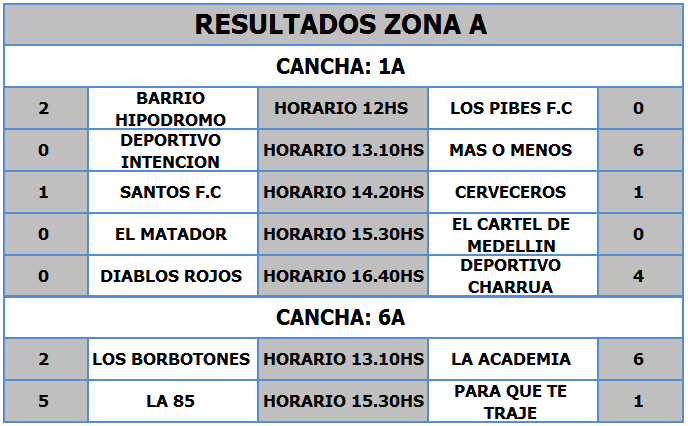 RESULTADOS ZONA A
CANCHA: 1A
2 BARRIO HIPODROMO HORARIO 12HS LOS PIBES F.C 0
0 DEPORTIVO INTENCION HORARIO 13.10HS MAS O MENOS 6
1 SANTOS F.C HORARIO 14.20HS CERVECEROS 1
0 EL MATADOR HORARIO 15.30HS EL CARTEL DE MEDELLIN 0
0 DIABLOS ROJOS HORARIO 16.40HS DEPORTIVO CHARRUA 4
CANCHA: 6A
2 LOS BORBOTONES HORARIO 13.10HS LA ACADEMIA 6
5 LA 85 HORARIO 15.30HS PARA QUE TE TRAJE 1